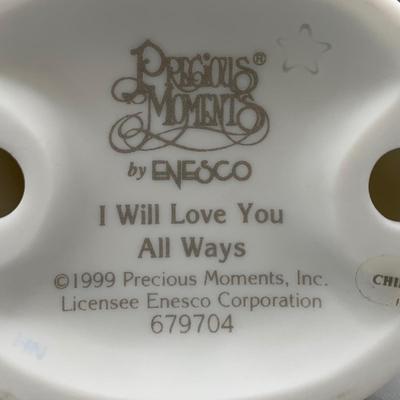 PRECIOUS®
MOMENTS
by ENESCO
I Will Love You
All Ways
©1999 Precious Moments, Inc.
Licensee Enesco Corporation
679704